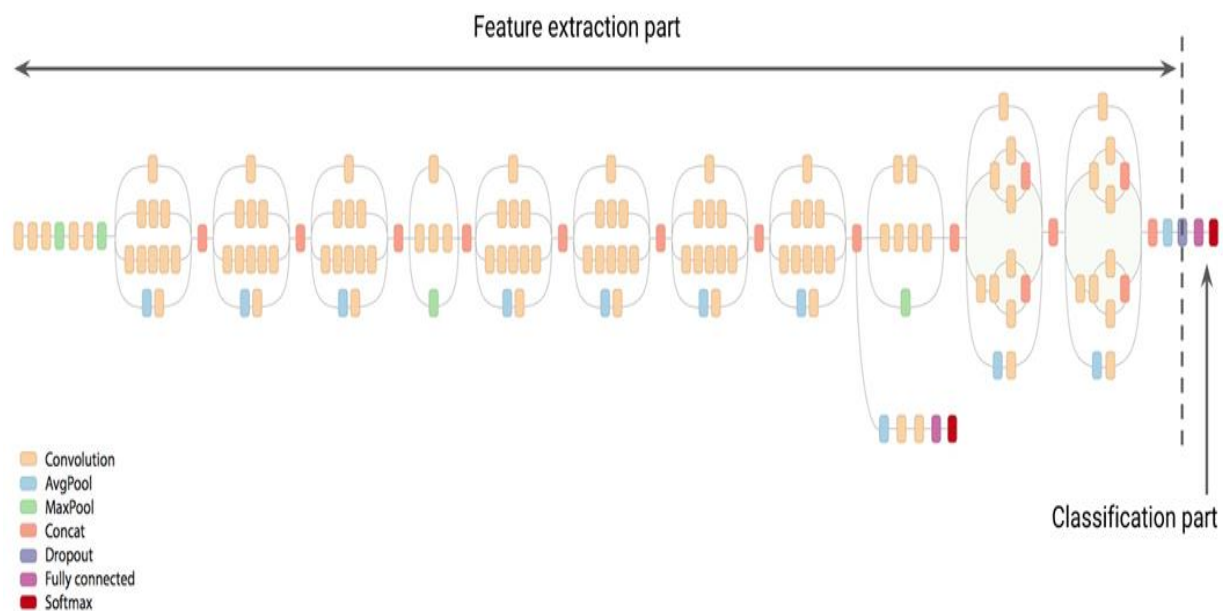 Feature extraction part
Convolution
AvgPool
MaxPool
Concat
Dropout
Fully connected
Softmax
Classification part